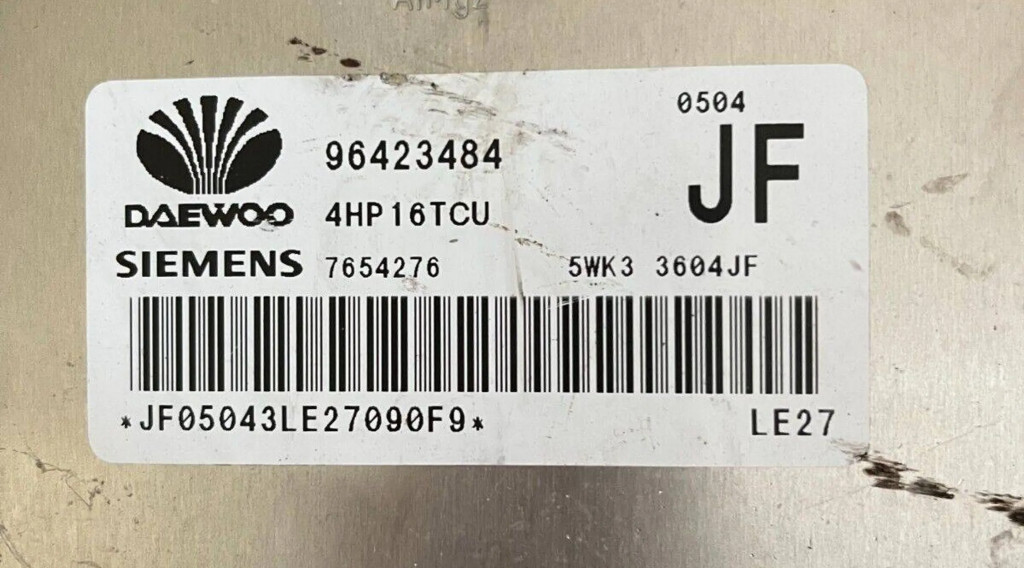 0504
96423484
JF
DAEWOO
4HP16TCU
SIEMENS 7654276 5WK3 3604JF
*JF05043LE27090F9* LE27